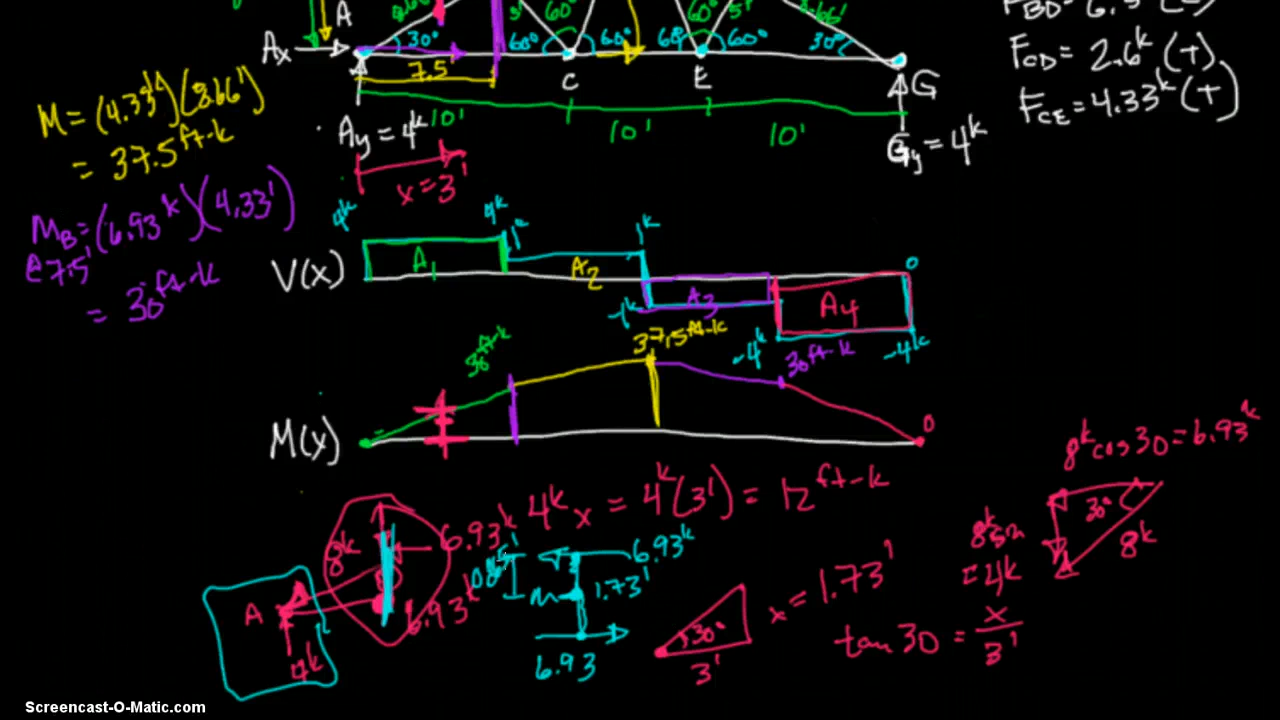 A
30°
60°
60°
60°
60°
5'
60°
60°
8.66'
30°
Ax
7.5'
C
E
G
10'
10'
10'
Ay = 4k
Gy = 4k
x = 3'
FCD = 2.6k (T)
FCE = 4.33k (T)
M = (4.33k)(8.66')
= 37.5 ft-k
MB = (6.93k)(4.33')
@ 7.5'
= 30 ft-k
4k
4k
1k
1k
0
V(x)
A1
A2
A3
A4
-1k
-4k
-4k
30 ft-k
37.5 ft-k
30 ft-k
M(x)
0
8k cos 30 = 6.93k
4k x = 4k(3') = 12 ft-k
30°
8k
8k sin
= 4k
8k
6.93k
6.93k
A
4k
6.93k
1.73'
M
6.93
30°
3'
x = 1.73'
tan 30 = x
3'
Screencast-O-Matic.com